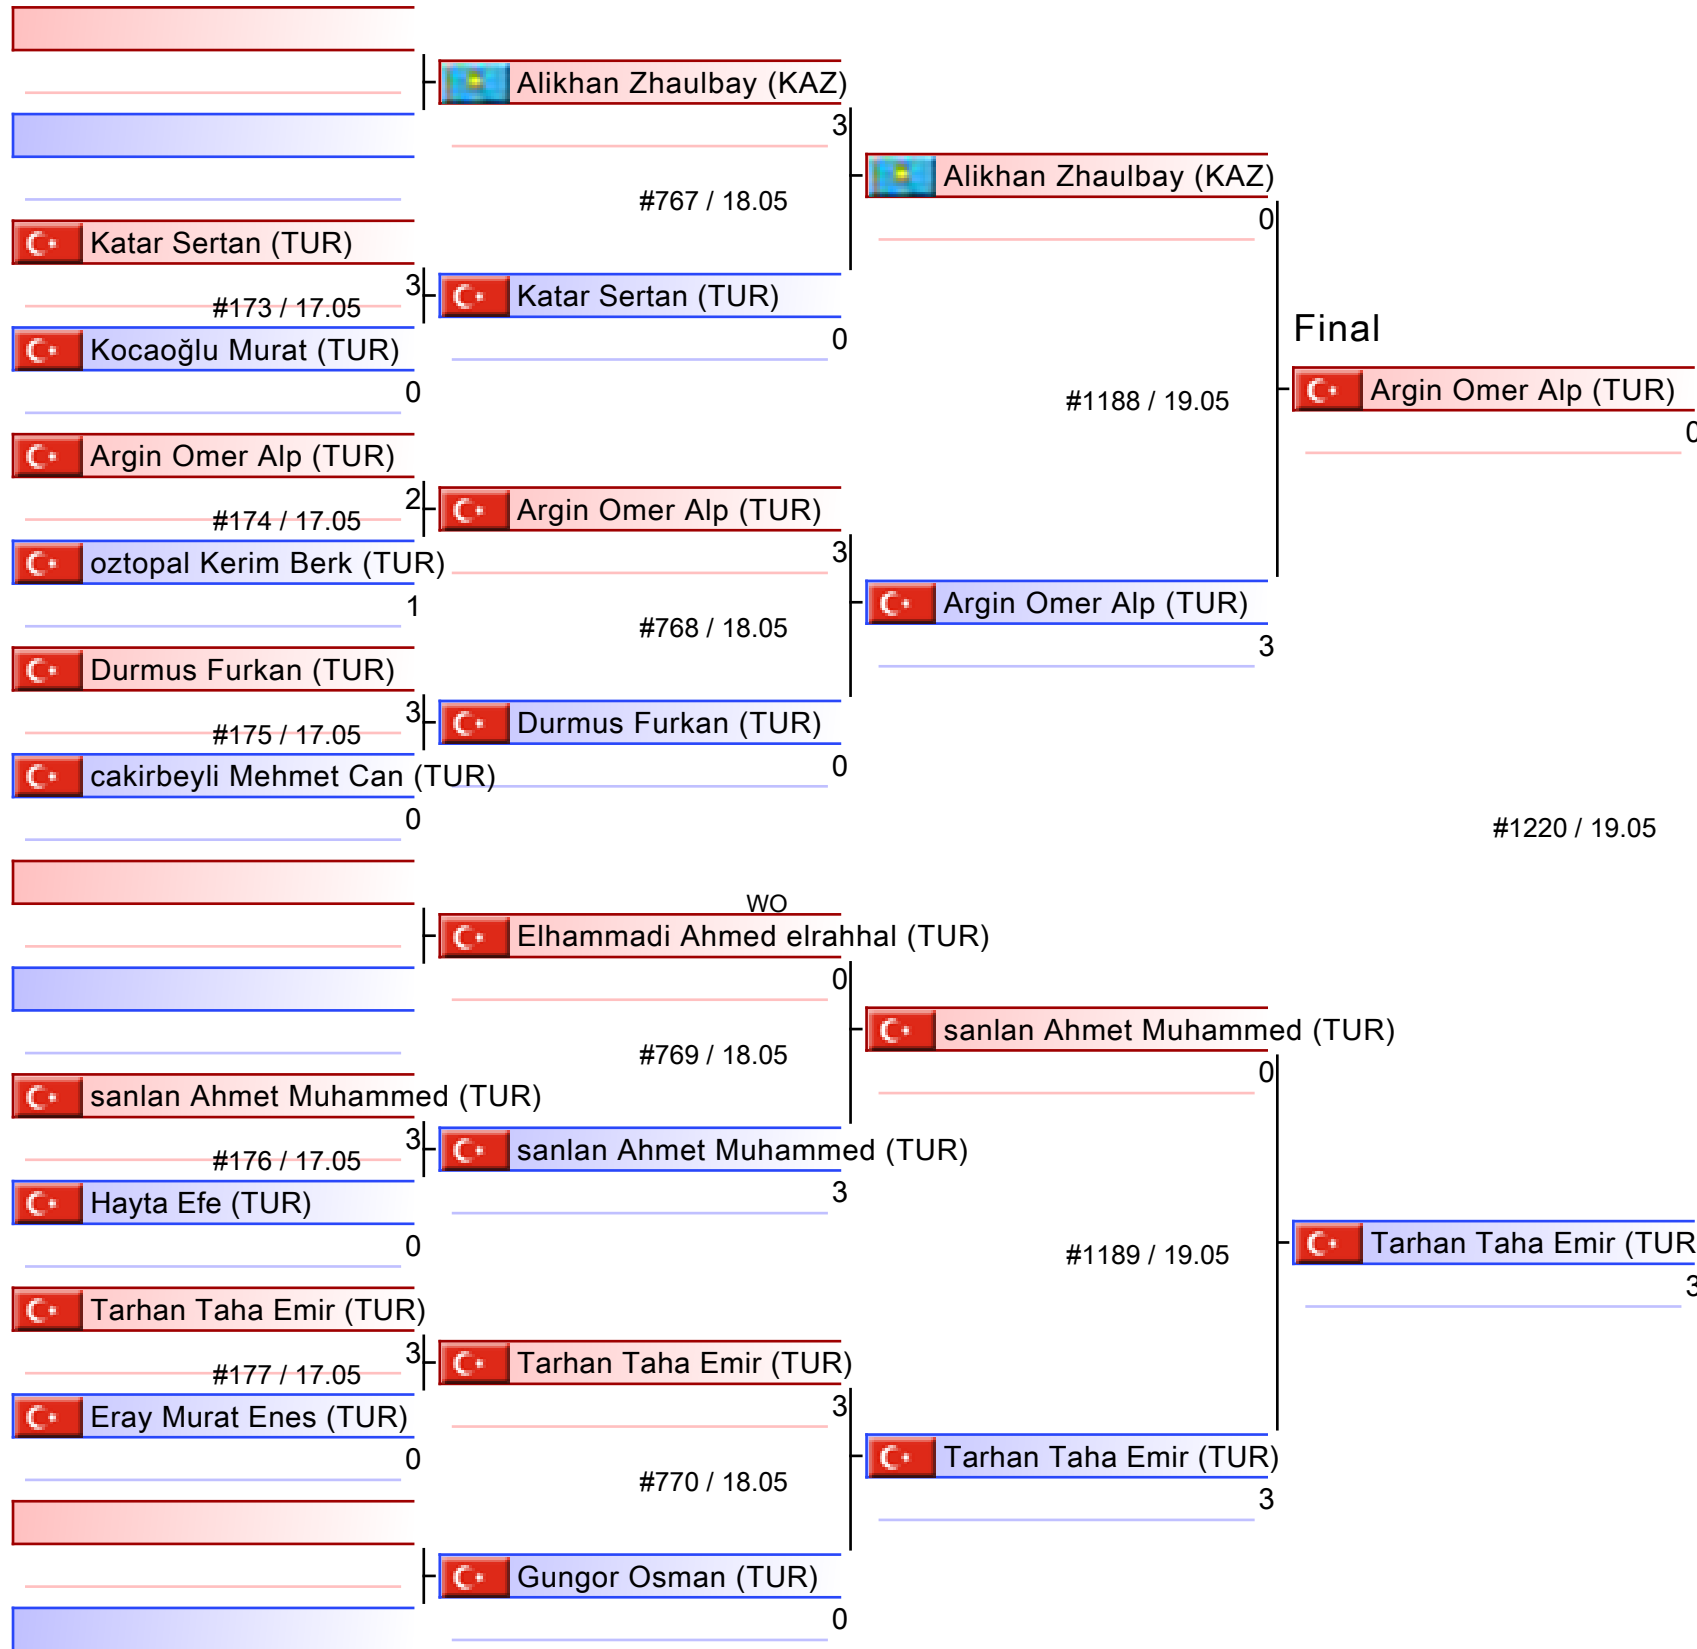 Alikhan Zhaulbay (KAZ)
3
Alikhan Zhaulbay (KAZ)
#767 / 18.05
0
Katar Sertan (TUR)
3
#173 / 17.05
Katar Sertan (TUR)
Final
Kocaoğlu Murat (TUR)
0
0
#1188 / 19.05
Argin Omer Alp (TUR)
0
Argin Omer Alp (TUR)
2
#174 / 17.05
Argin Omer Alp (TUR)
oztopal Kerim Berk (TUR)
3
1
Argin Omer Alp (TUR)
#768 / 18.05
3
Durmus Furkan (TUR)
3
#175 / 17.05
Durmus Furkan (TUR)
cakirbeyli Mehmet Can (TUR)
0
0
#1220 / 19.05
WO
Elhammadi Ahmed elrahhal (TUR)
0
sanlan Ahmet Muhammed (TUR)
#769 / 18.05
0
sanlan Ahmet Muhammed (TUR)
3
#176 / 17.05
sanlan Ahmet Muhammed (TUR)
Hayta Efe (TUR)
3
0
#1189 / 19.05
Tarhan Taha Emir (TUR
3
Tarhan Taha Emir (TUR)
3
#177 / 17.05
Tarhan Taha Emir (TUR)
Eray Murat Enes (TUR)
3
0
Tarhan Taha Emir (TUR)
#770 / 18.05
3
Gungor Osman (TUR)
0